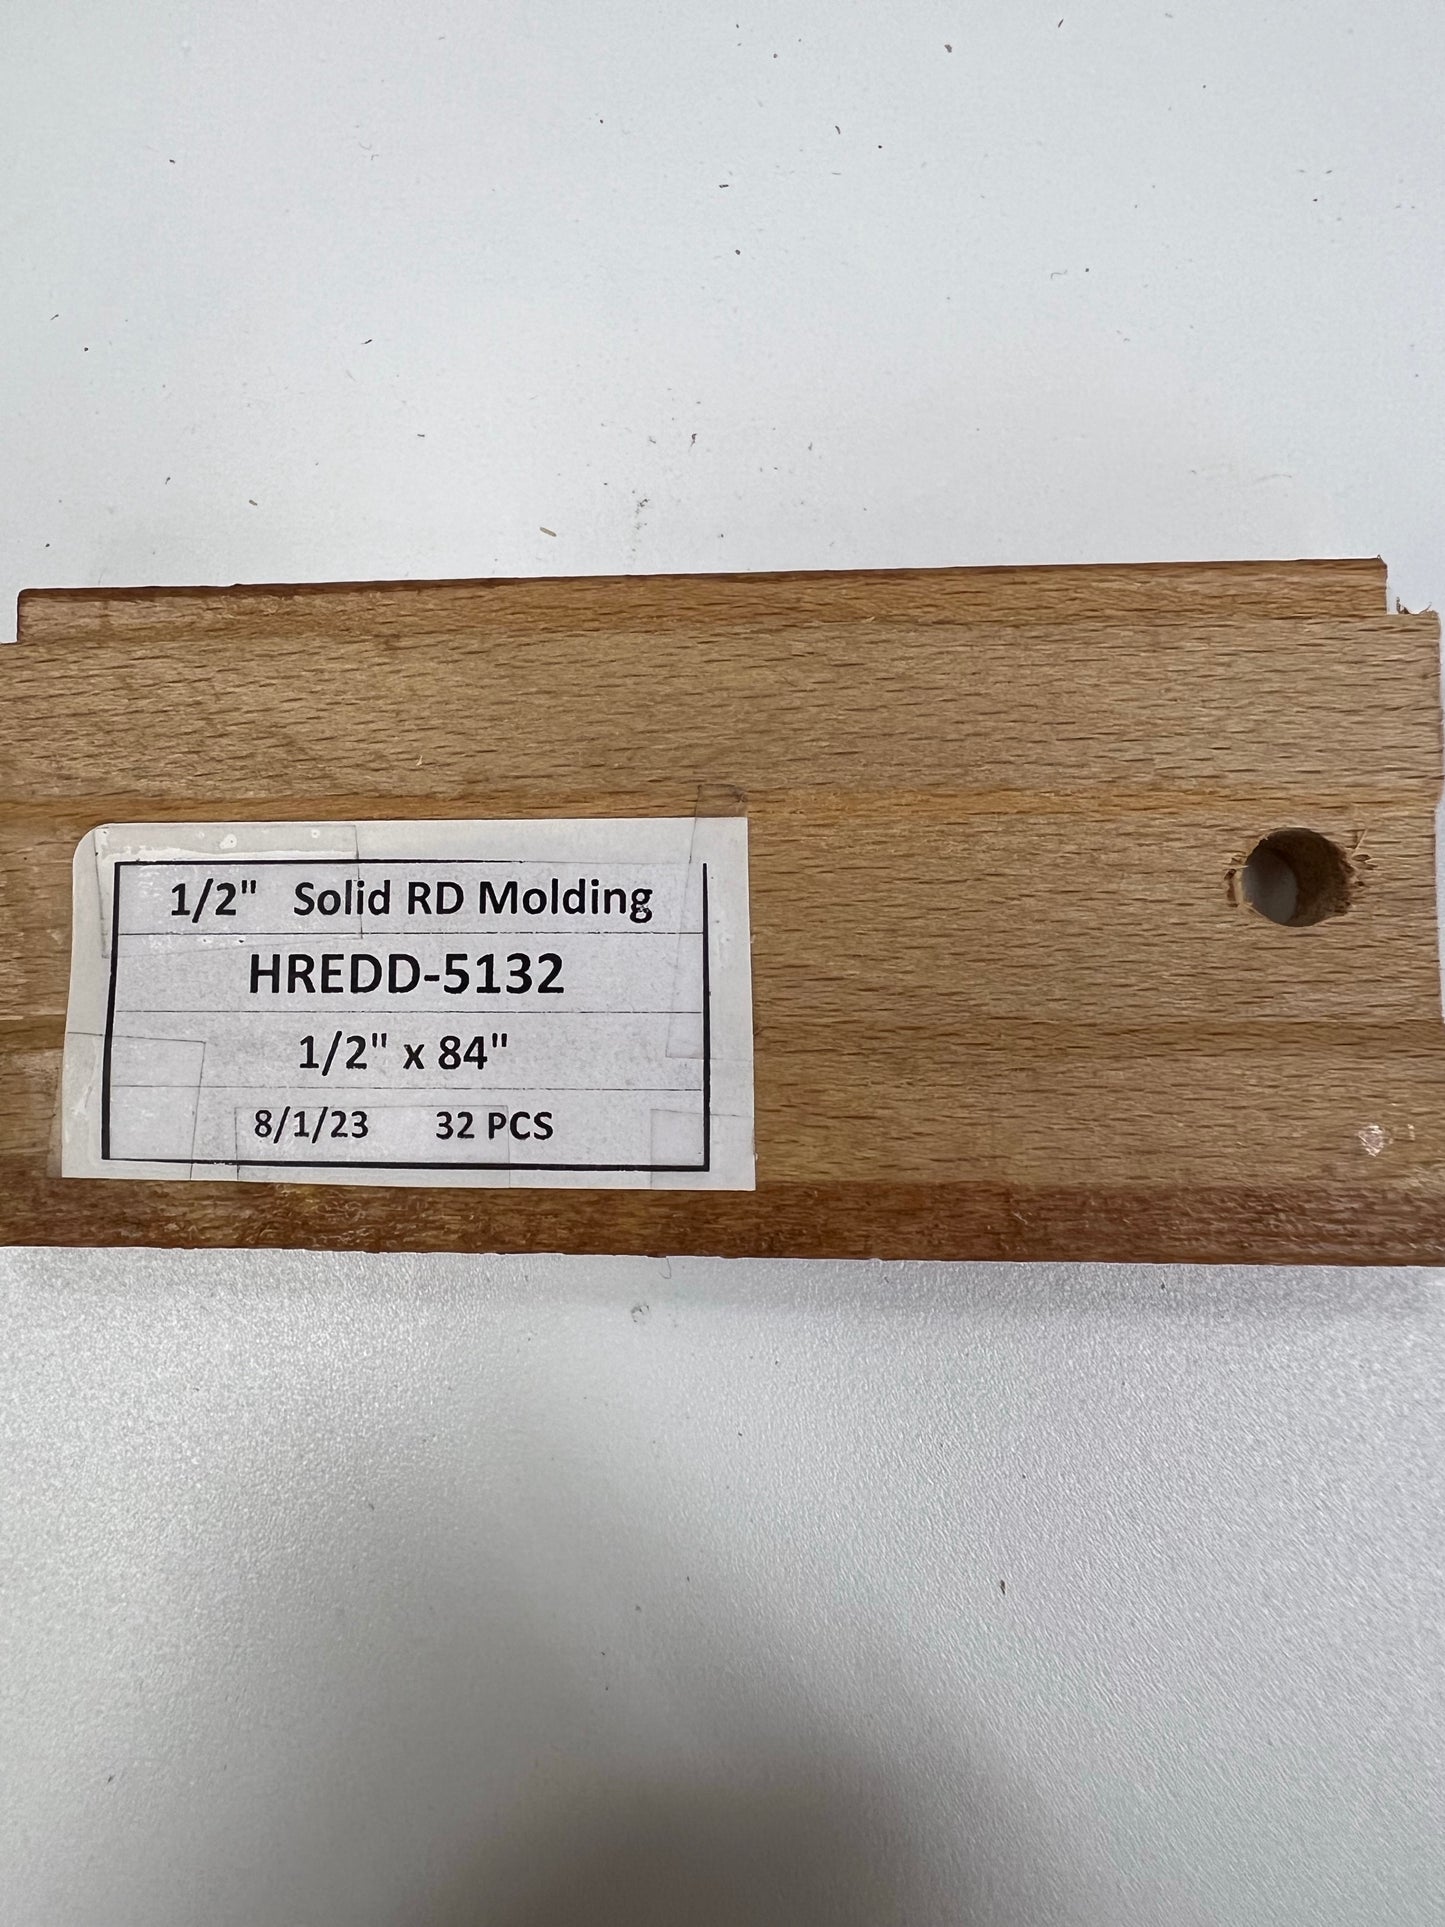 1/2" Solid RD Molding
HREDD-5132
1/2" x 84"
8/1/23 32 PCS